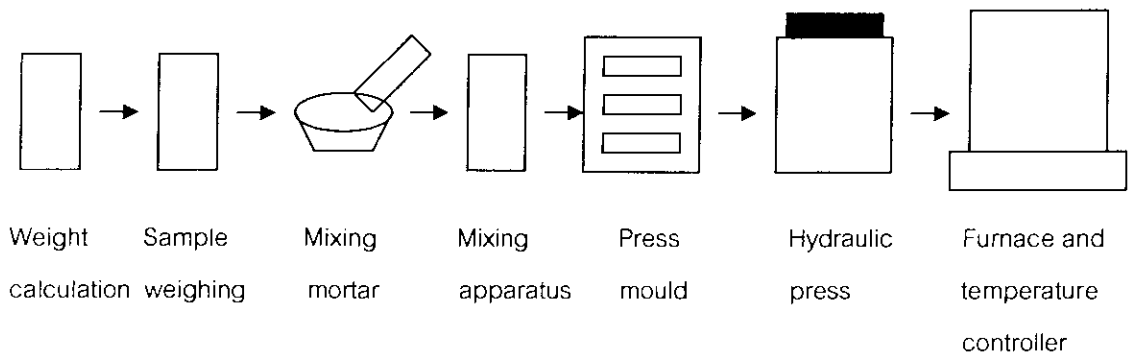 Weight calculation
Sample weighing
Mixing mortar
Mixing apparatus
Press mould
Hydraulic press
Furnace and temperature controller